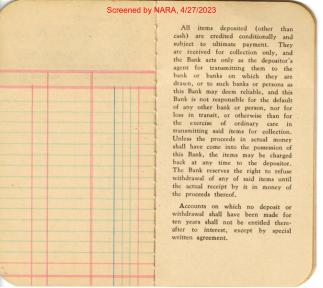 Screened by NARA, 4/27/2023
All items deposited (other than
cash) are credited conditionally and
subject to ultimate payment. They
are received for collection only, and
the Bank acts only as the depositor's
agent for transmitting them to the
bank or banks on which they are
drawn, or to such banks or persons as
this Bank may deem reliable, and this
Bank is not responsible for the default
of any other bank or person, nor for
loss in transit, or otherwise than for
the exercise of ordinary care in
transmitting said items for collection.
Unless the proceeds in actual money
shall have come into the possession of
this Bank, the items may be charged
back at any time to the depositor.
The Bank reserves the right to refuse
withdrawal of any of said items until
the actual receipt by it in money of
the proceeds thereof.
Accounts on which no deposit or
withdrawal shall have been made for
ten years shall not be entitled there-
after to interest, except by special
written agreement.